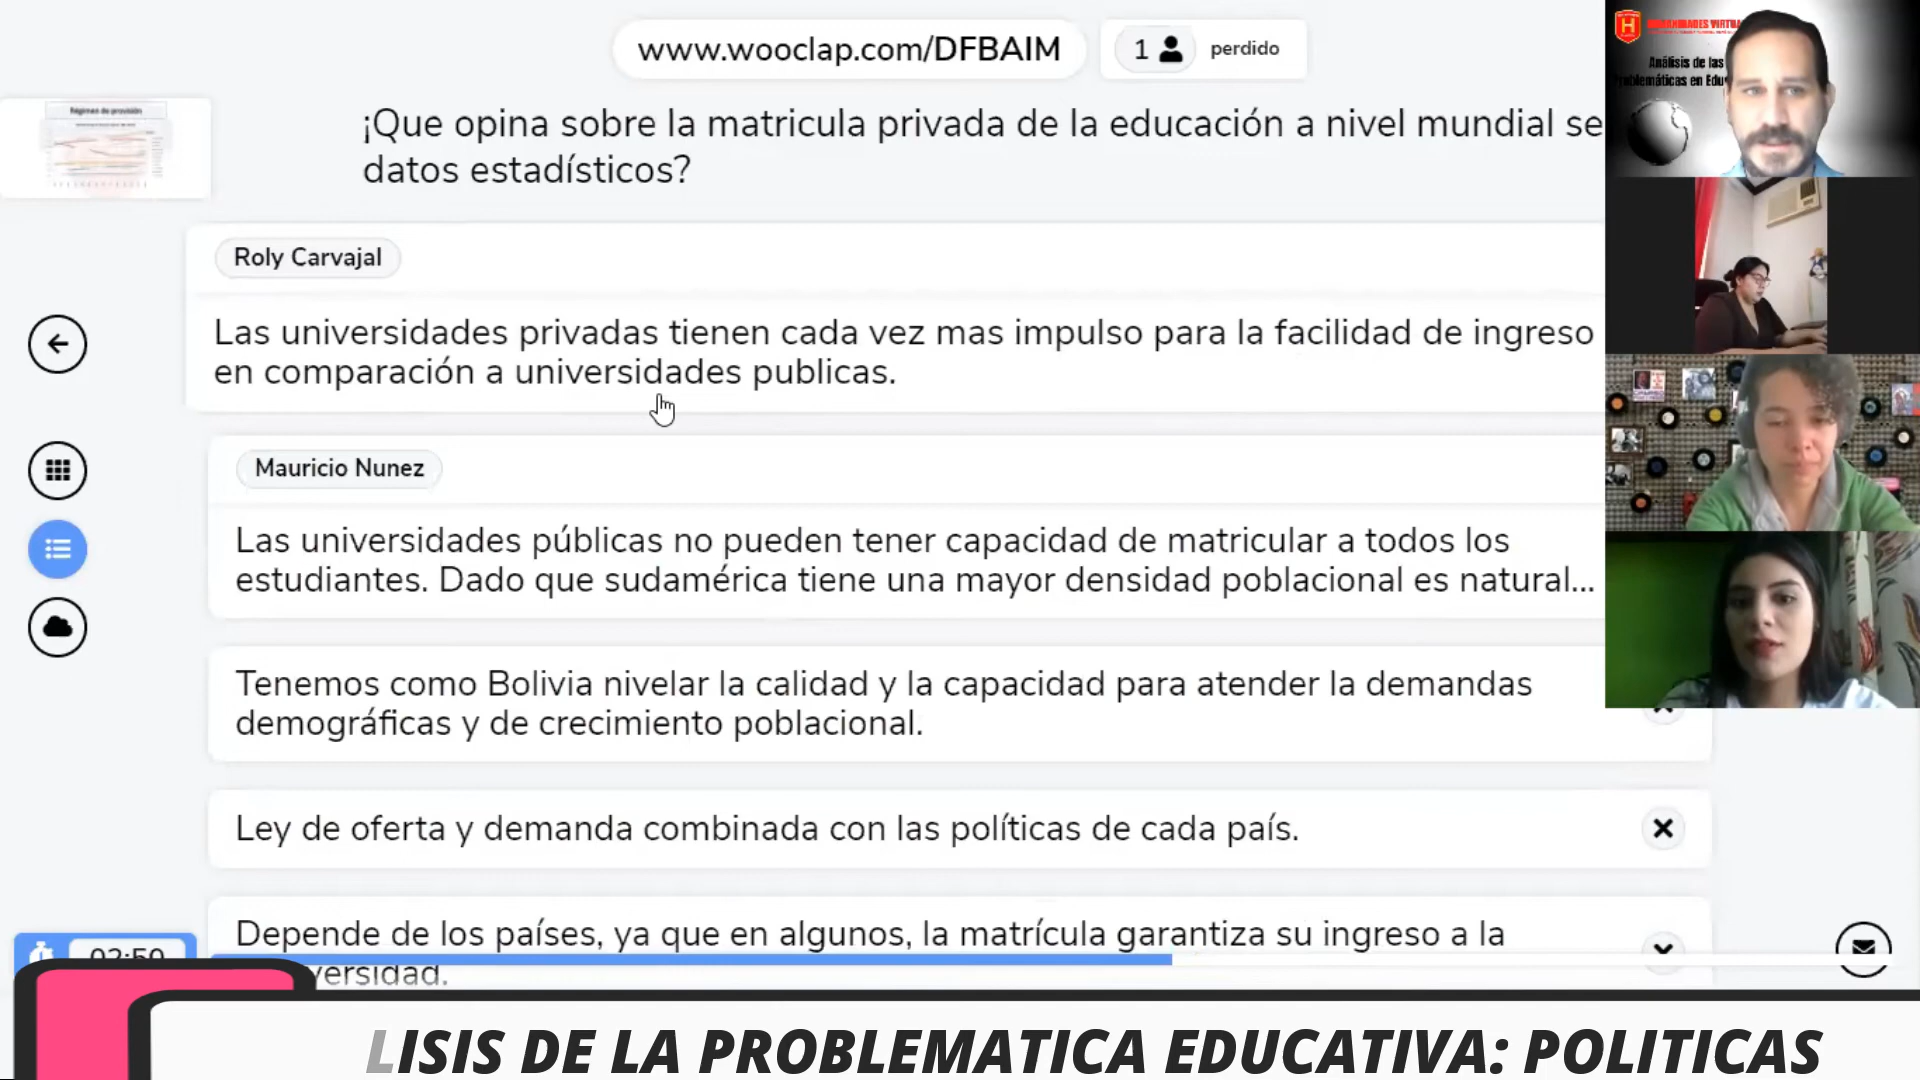 www.wooclap.com/DFBAIM
1
perdido
Régimen de provisión
¡Que opina sobre la matricula privada de la educación a nivel mundial se
datos estadísticos?
Roly Carvajal
Las universidades privadas tienen cada vez mas impulso para la facilidad de ingreso
en comparación a universidades publicas.
Mauricio Nunez
Las universidades públicas no pueden tener capacidad de matricular a todos los
estudiantes. Dado que sudamérica tiene una mayor densidad poblacional es natural...
Tenemos como Bolivia nivelar la calidad y la capacidad para atender la demandas
demográficas y de crecimiento poblacional.
Ley de oferta y demanda combinada con las políticas de cada país.
Depende de los países, ya que en algunos, la matrícula garantiza su ingreso a la
versidad.
02:50
Análisis de las
LISIS DE LA PROBLEMATICA EDUCATIVA: POLITICAS